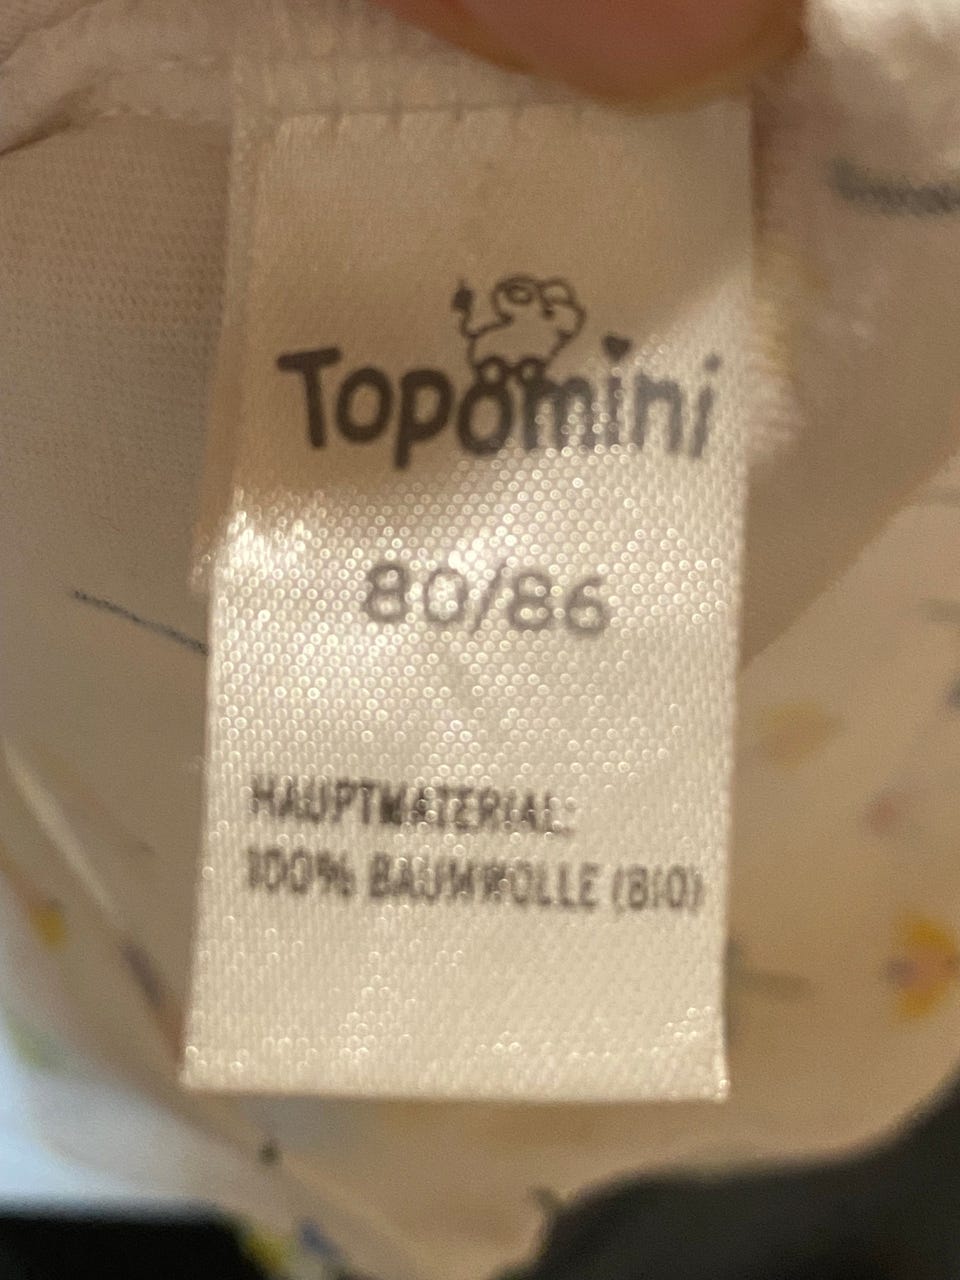 Topomini
80/86
HAUPTMATERIAL:
100% BAUMWOLLE (BIO)